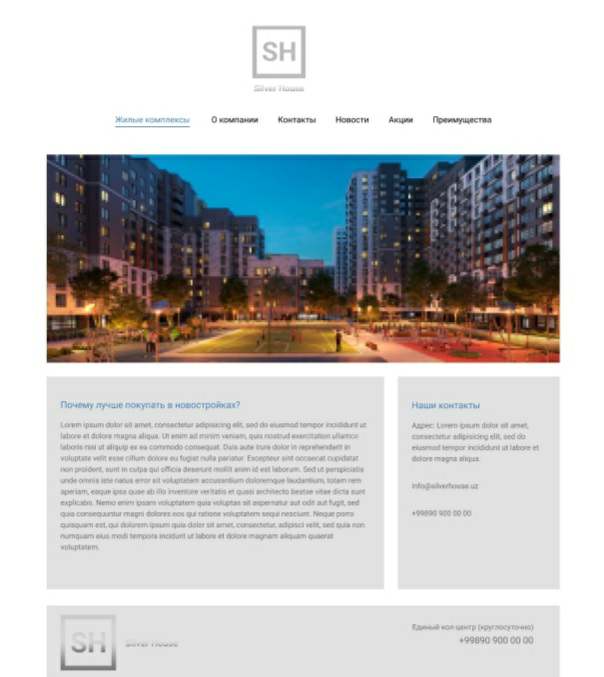 SH
Silver House
Жилые комплексы О компании Контакты Новости Акции Преимущества
Почему лучше покупать в новостройках?
Lorem ipsum dolor sit amet, consectetur adipisicing elit, sed do eiusmod tempor incididunt ut
labore et dolore magna aliqua. Ut enim ad minim veniam, quis nostrud exercitation ullamco
laboris nisi ut aliquip ex ea commodo consequat. Duis aute irure dolor in reprehenderit in
voluptate velit esse cillum dolore eu fugiat nulla pariatur. Excepteur sint occaecat cupidatat
non proident, sunt in culpa qui officia deserunt mollit anim id est laborum. Sed ut perspiciatis
unde omnis iste natus error sit voluptatem accusantium doloremque laudantium, totam rem
aperiam, eaque ipsa quae ab illo inventore veritatis et quasi architecto beatae vitae dicta sunt
explicabo. Nemo enim ipsam voluptatem quia voluptas sit aspernatur aut odit aut fugit, sed
quia consequuntur magni dolores eos qui ratione voluptatem sequi nesciunt. Neque porro
quisquam est, qui dolorem ipsum quia dolor sit amet, consectetur, adipisci velit, sed quia non
numquam eius modi tempora incidunt ut labore et dolore magnam aliquam quaerat
voluptatem.
Наши контакты
Адрес: Lorem ipsum dolor sit amet,
consectetur adipisicing elit, sed do
eiusmod tempor incididunt ut labore et
dolore magna aliqua.
info@silverhouse.uz
+99890 900 00 00
SH
Silver House
Единый кол-центр (круглосуточно)
+99890 900 00 00